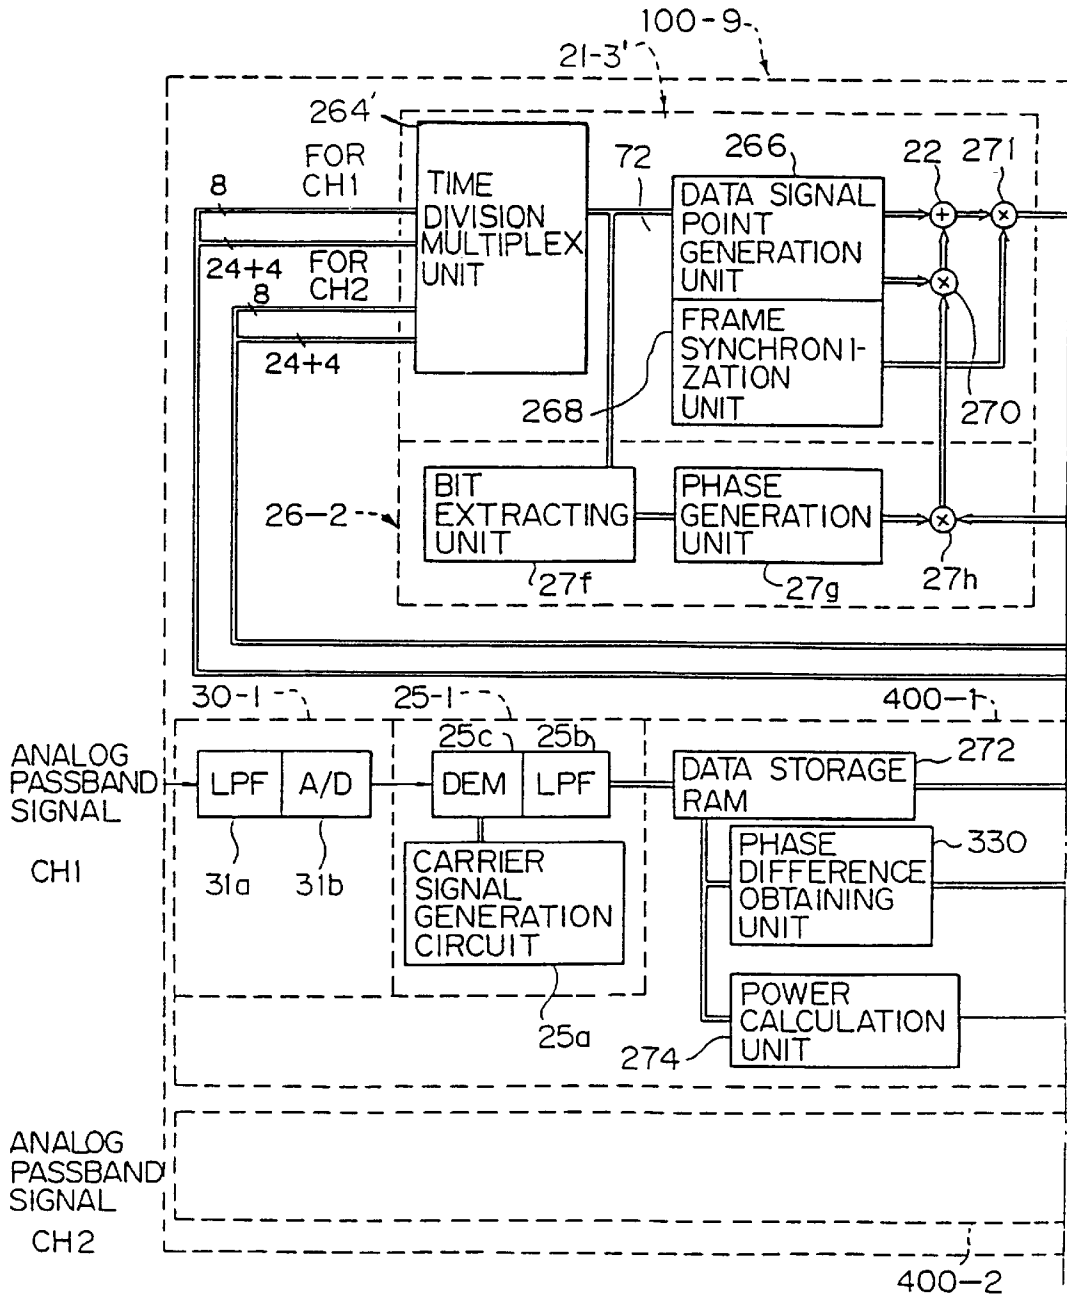 100-9
21-3'
264'
FOR
CH1
8
24+4
FOR
CH2
8
24+4
TIME
DIVISION
MULTIPLEX
UNIT
72
266
22
271
DATA SIGNAL
POINT
GENERATION
UNIT
FRAME
SYNCHRONI-
ZATION
UNIT
268
270
26-2
BIT
EXTRACTING
UNIT
27f
PHASE
GENERATION
UNIT
27g
27h
30-1
25-1
400-1
ANALOG
PASSBAND
SIGNAL
CH1
LPF
A/D
31a
31b
25c
25b
DEM
LPF
CARRIER
SIGNAL
GENERATION
CIRCUIT
25a
272
DATA STORAGE
RAM
330
PHASE
DIFFERENCE
OBTAINING
UNIT
POWER
CALCULATION
UNIT
274
ANALOG
PASSBAND
SIGNAL
CH2
400-2